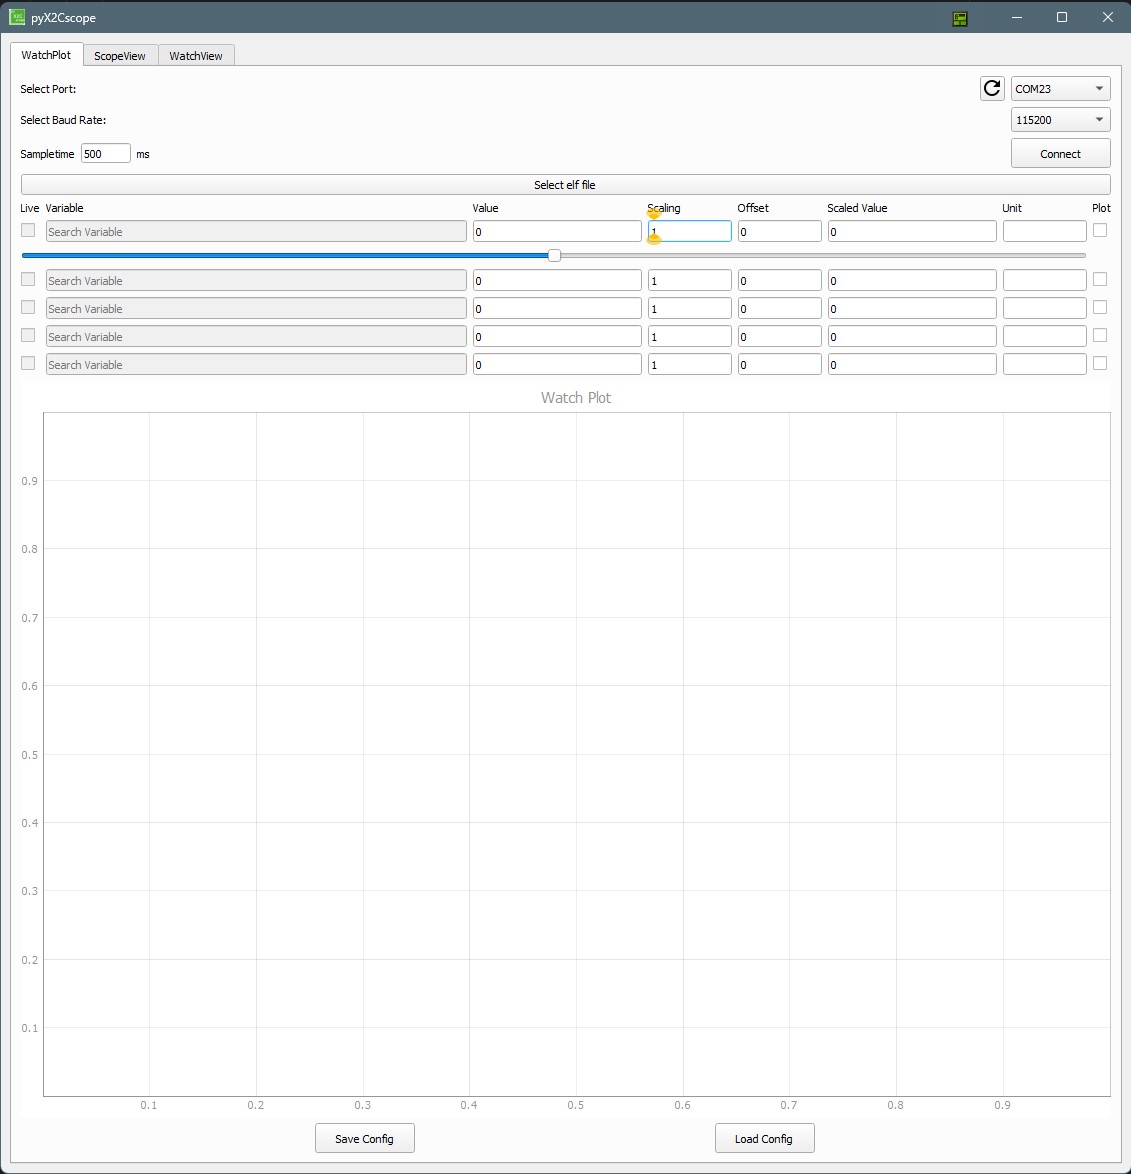 pyX2Cscope
WatchPlot ScopeView WatchView
Select Port: COM23
Select Baud Rate: 115200
Sampletime 500 ms Connect
Select elf file
Live Variable Value Scaling Offset Scaled Value Unit Plot
Search Variable 0 1 0 0
Search Variable 0 1 0 0
Search Variable 0 1 0 0
Search Variable 0 1 0 0
Search Variable 0 1 0 0
Watch Plot
0.9
0.8
0.7
0.6
0.5
0.4
0.3
0.2
0.1
0.1 0.2 0.3 0.4 0.5 0.6 0.7 0.8 0.9
Save Config Load Config